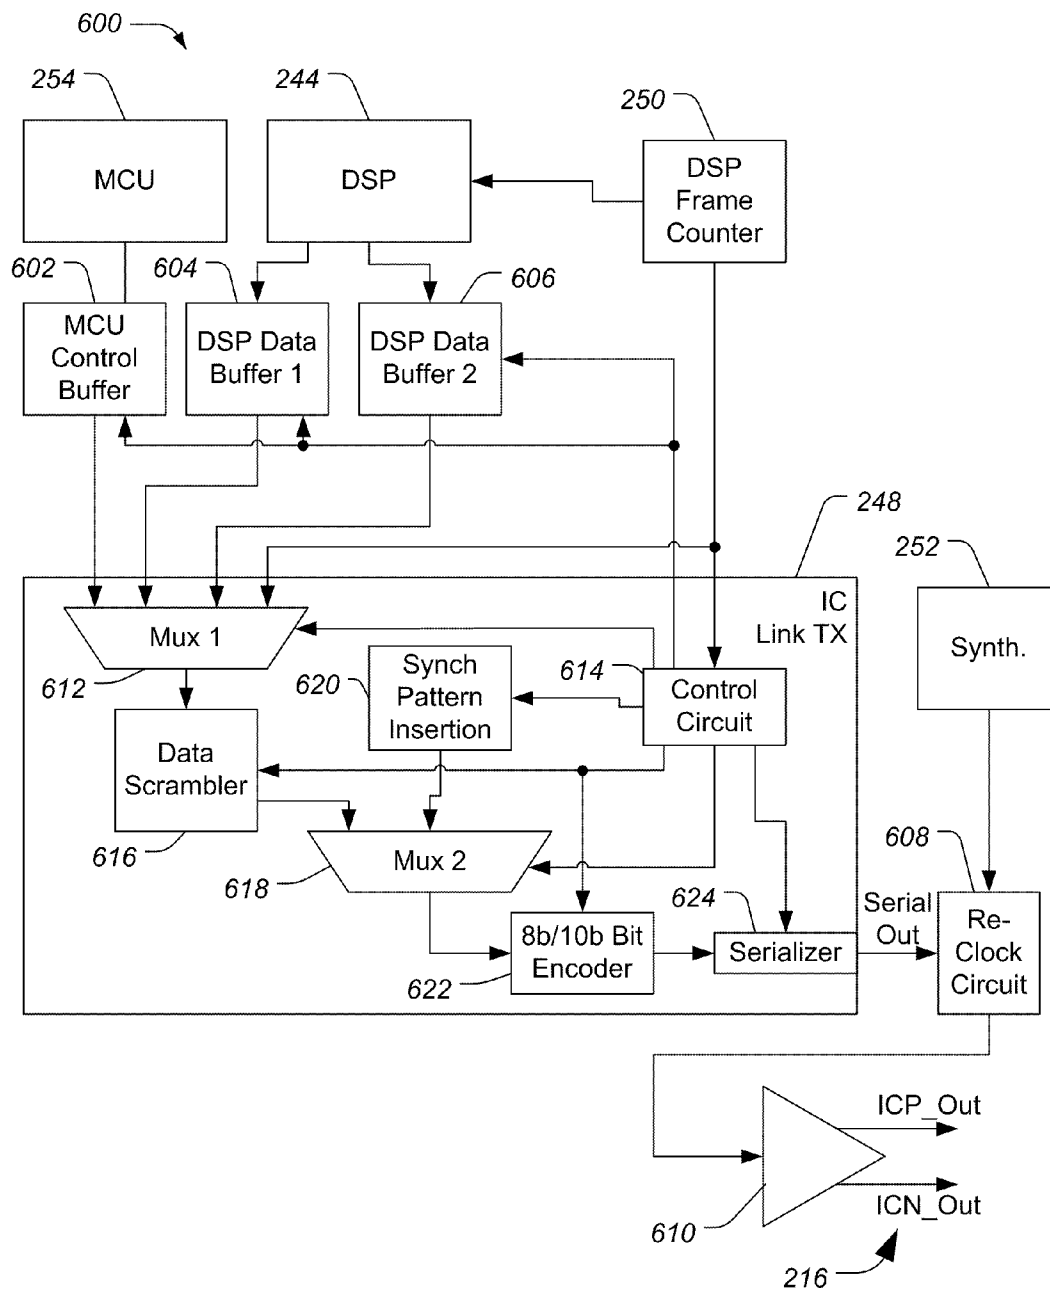 600
254
244
250
MCU
DSP
DSP
Frame
Counter
602
604
606
MCU
Control
Buffer
DSP Data
Buffer 1
DSP Data
Buffer 2
248
252
IC
Link TX
Mux 1
612
620
Synch
Pattern
Insertion
614
Control
Circuit
Synth.
Data
Scrambler
616
Mux 2
618
608
624
Serial
Out
8b/10b Bit
Encoder
622
Serializer
Re-
Clock
Circuit
ICP_Out
ICN_Out
610
216